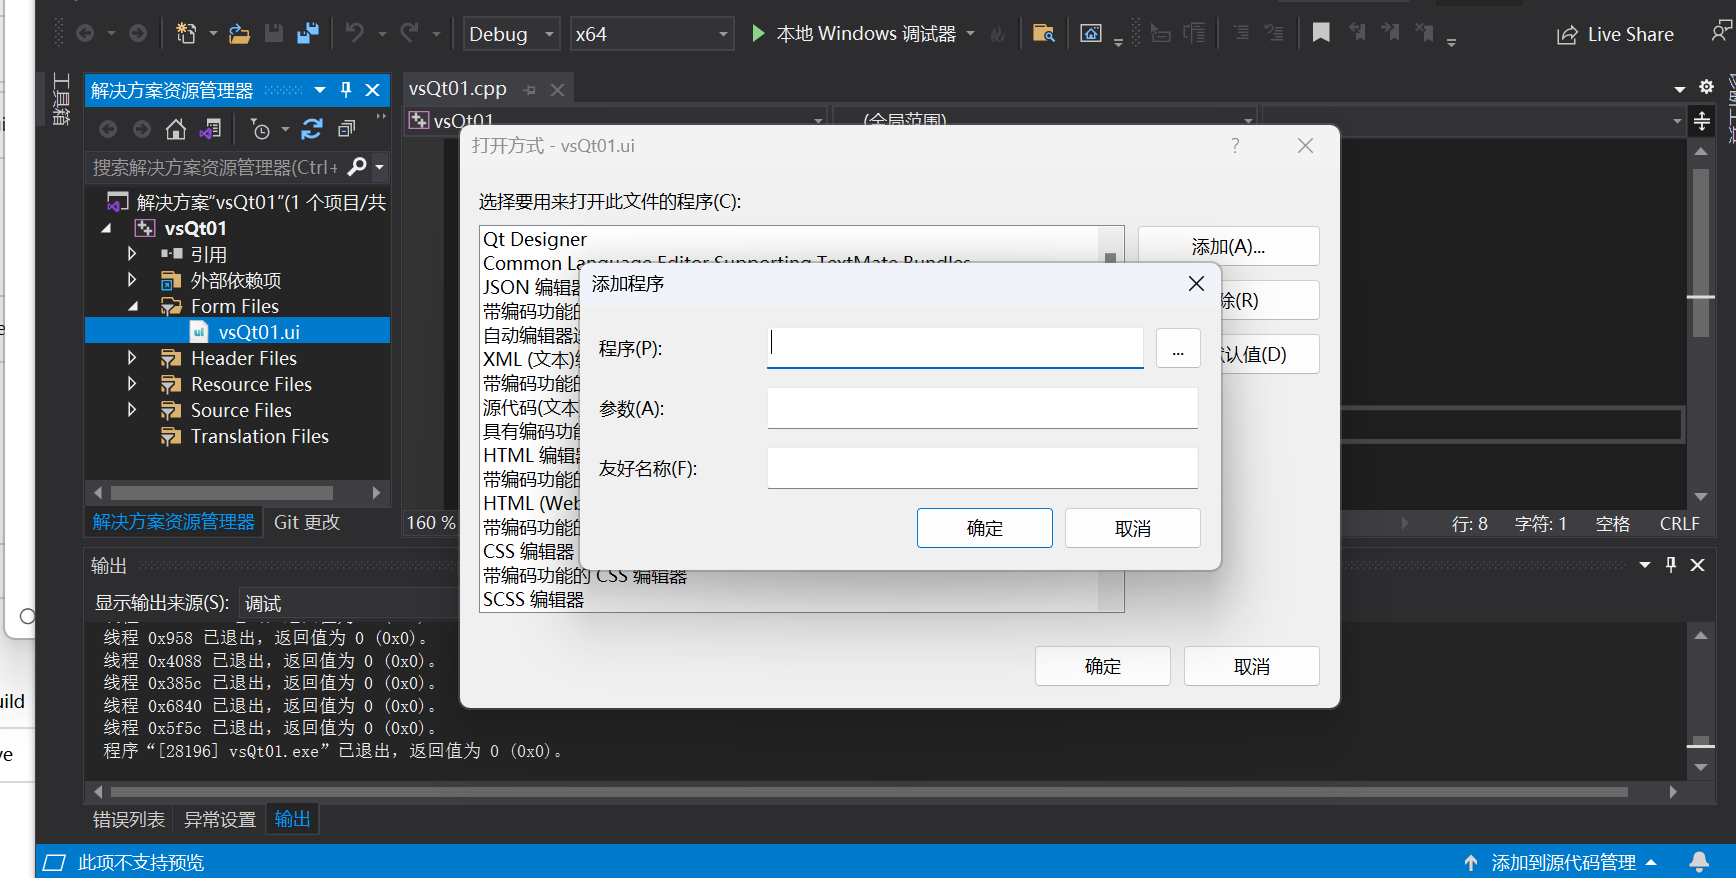 Debug
x64
本地 Windows 调试器
Live Share
工具箱
解决方案资源管理器
vsQt01.cpp
vsQt01
(全局范围)
搜索解决方案资源管理器(Ctrl+
解决方案"vsQt01"(1 个项目/共
vsQt01
引用
外部依赖项
Form Files
vsQt01.ui
Header Files
Resource Files
Source Files
Translation Files
解决方案资源管理器
Git 更改
160 %
行: 8
字符: 1
空格
CRLF
打开方式 - vsQt01.ui
?
选择要用来打开此文件的程序(C):
Qt Designer
Common Language Editor Supporting TextMate Bundles
JSON 编辑器
带编码功能的
自动编辑器
XML (文本)
带编码功能的
源代码(文本
具有编码功能
HTML 编辑器
带编码功能的
HTML (Web
带编码功能的
CSS 编辑器
带编码功能的 CSS 编辑器
SCSS 编辑器
添加(A)...
除(R)
认值(D)
确定
取消
添加程序
程序(P):
...
参数(A):
友好名称(F):
确定
取消
输出
显示输出来源(S):
调试
线程 0x958 已退出，返回值为 0 (0x0)。
线程 0x4088 已退出，返回值为 0 (0x0)。
线程 0x385c 已退出，返回值为 0 (0x0)。
线程 0x6840 已退出，返回值为 0 (0x0)。
线程 0x5f5c 已退出，返回值为 0 (0x0)。
程序“[28196] vsQt01.exe”已退出，返回值为 0 (0x0)。
错误列表
异常设置
输出
此项不支持预览
添加到源代码管理